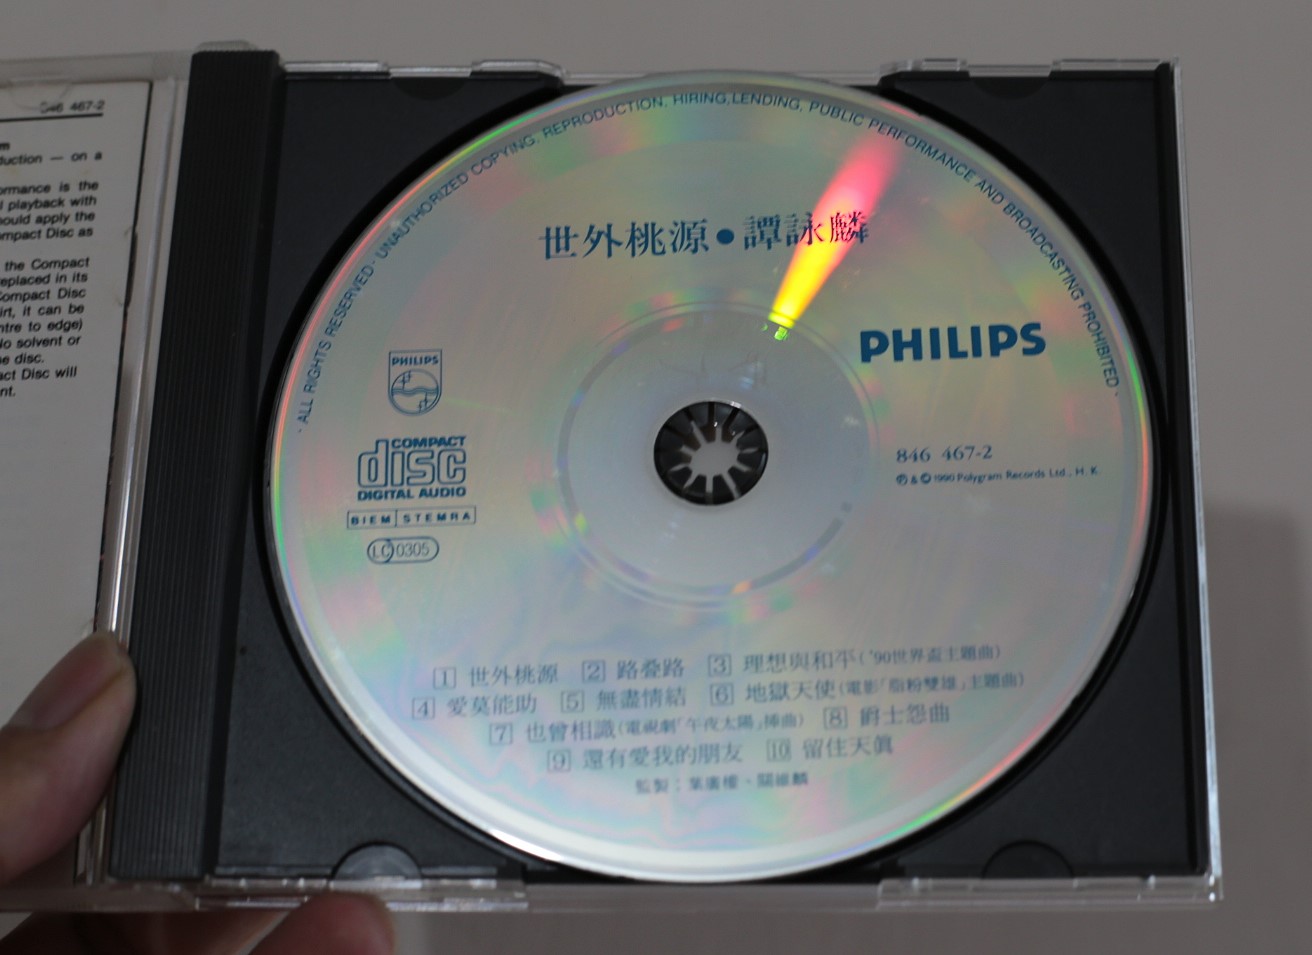 846 467-2
duction — on a
ormance is the
playback with
ould apply the
mpact Disc as
the Compact
eplaced in its
Compact Disc
irt, it can be
ntre to edge)
No solvent or
e disc.
act Disc will
nt.
· ALL RIGHTS RESERVED · UNAUTHORIZED COPYING, REPRODUCTION, HIRING, LENDING, PUBLIC PERFORMANCE AND BROADCASTING PROHIBITED ·
世外桃源●譚詠麟
PHILIPS
PHILIPS
COMPACT
disc
DIGITAL AUDIO
BIEM STEMRA
LC 0305
846 467-2
Ⓟ & © 1990 Polygram Records Ltd., H. K
1 世外桃源 2 路叠路 3 理想與和平(’90世界盃主題曲)
4 愛莫能助 5 無盡情結 6 地獄天使(電影「脂粉雙雄」主題曲)
7 也曾相識(電視劇「午夜太陽」插曲) 8 爵士怨曲
9 還有愛我的朋友 10 留住天眞
監製：葉廣權、關維麟